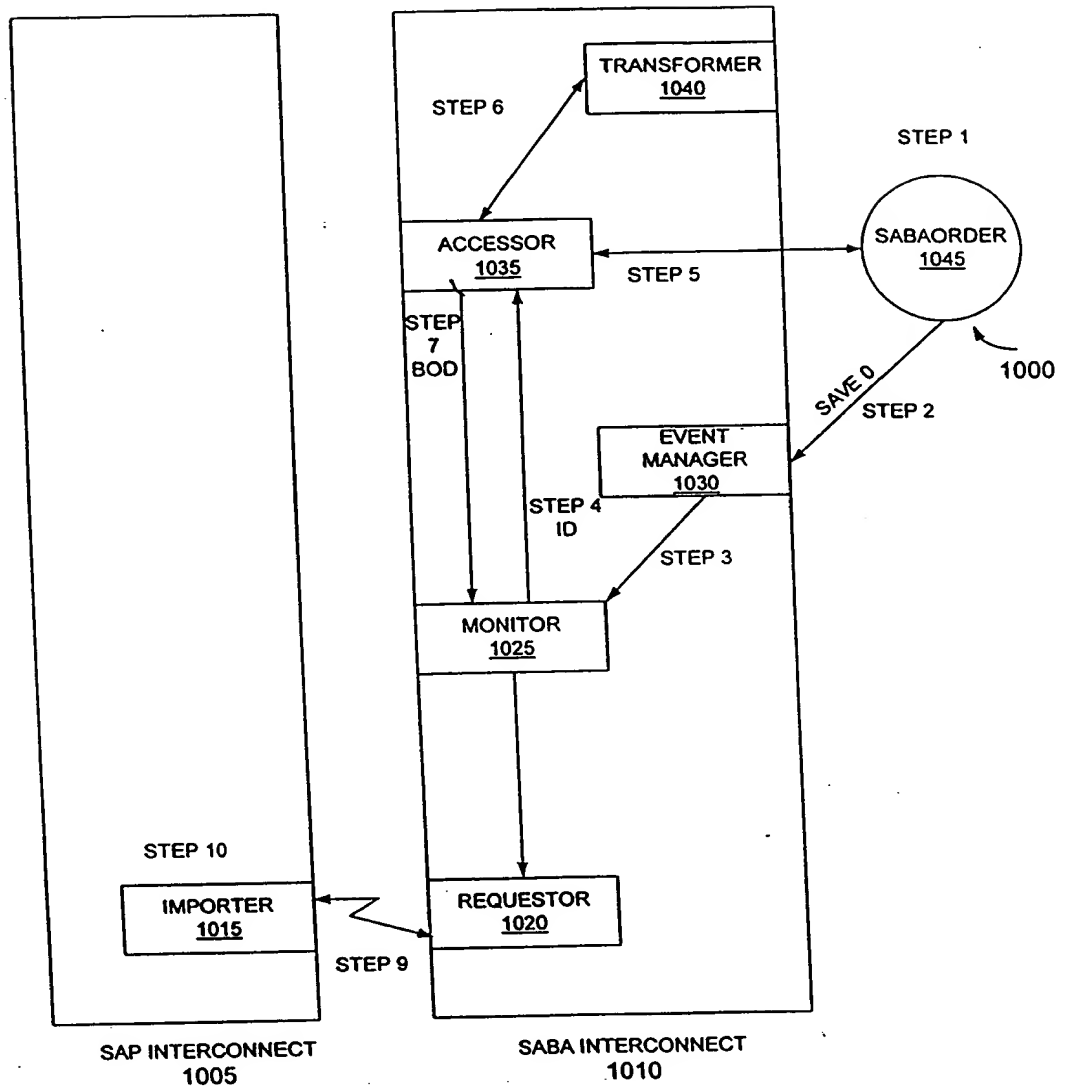 TRANSFORMER
1040
STEP 6
STEP 1
ACCESSOR
1035
SABAORDER
1045
STEP 5
STEP
7
BOD
1000
SAVE 0
STEP 2
EVENT
MANAGER
1030
STEP 4
ID
STEP 3
MONITOR
1025
STEP 10
IMPORTER
1015
REQUESTOR
1020
STEP 9
SAP INTERCONNECT
1005
SABA INTERCONNECT
1010